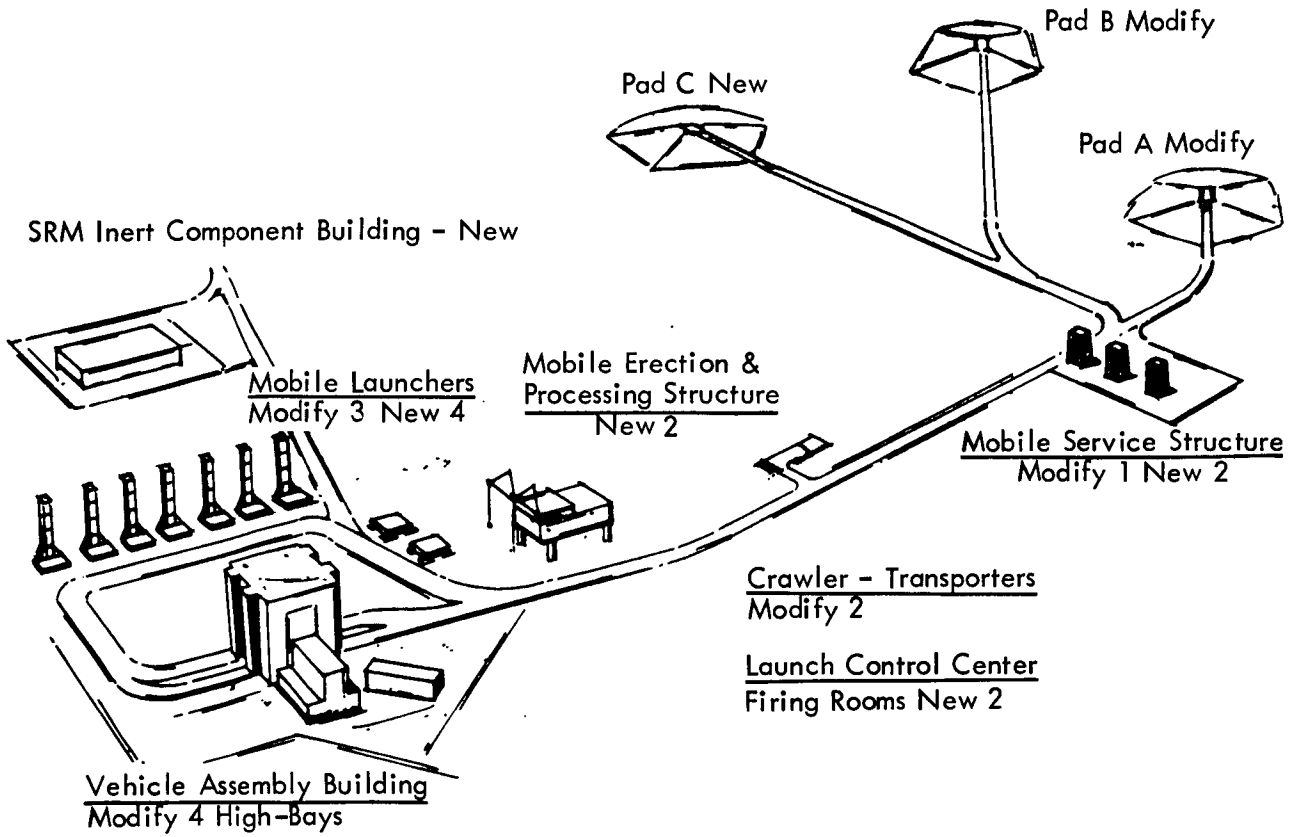 Pad B Modify
Pad C New
Pad A Modify
SRM Inert Component Building - New
Mobile Launchers
Modify 3 New 4
Mobile Erection &
Processing Structure
New 2
Mobile Service Structure
Modify 1 New 2
Crawler - Transporters
Modify 2
Launch Control Center
Firing Rooms New 2
Vehicle Assembly Building
Modify 4 High-Bays